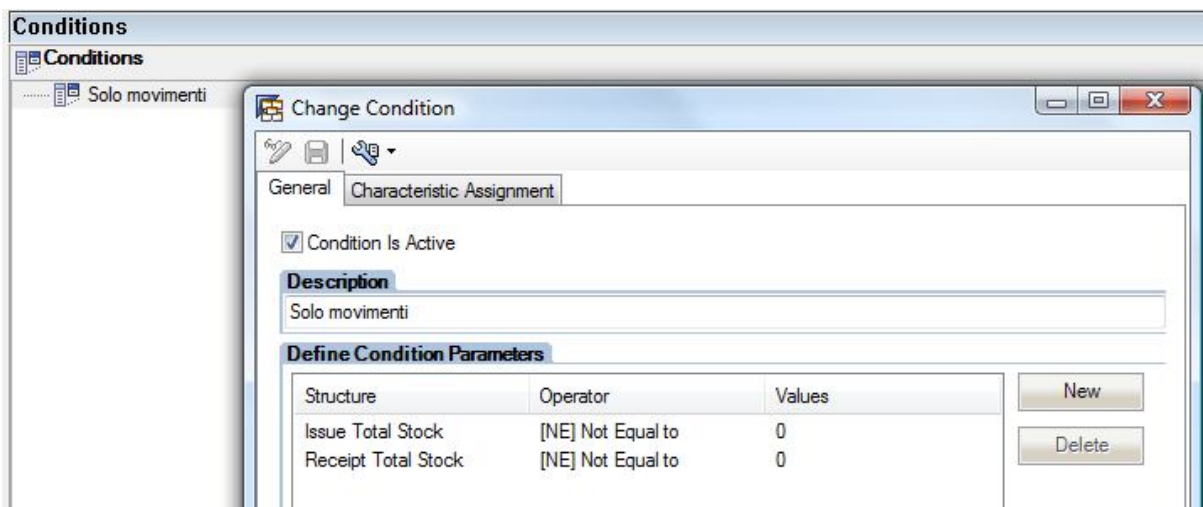 Conditions
Conditions
Solo movimenti
Change Condition
General Characteristic Assignment
Condition Is Active
Description
Solo movimenti
Define Condition Parameters
Structure Operator Values
Issue Total Stock [NE] Not Equal to 0
Receipt Total Stock [NE] Not Equal to 0
New
Delete